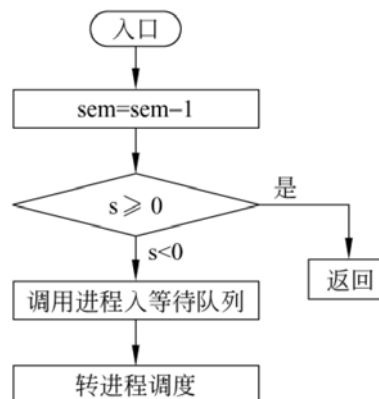 入口
sem=sem−1
s⩾0
是
s<0
返回
调用进程入等待队列
转进程调度